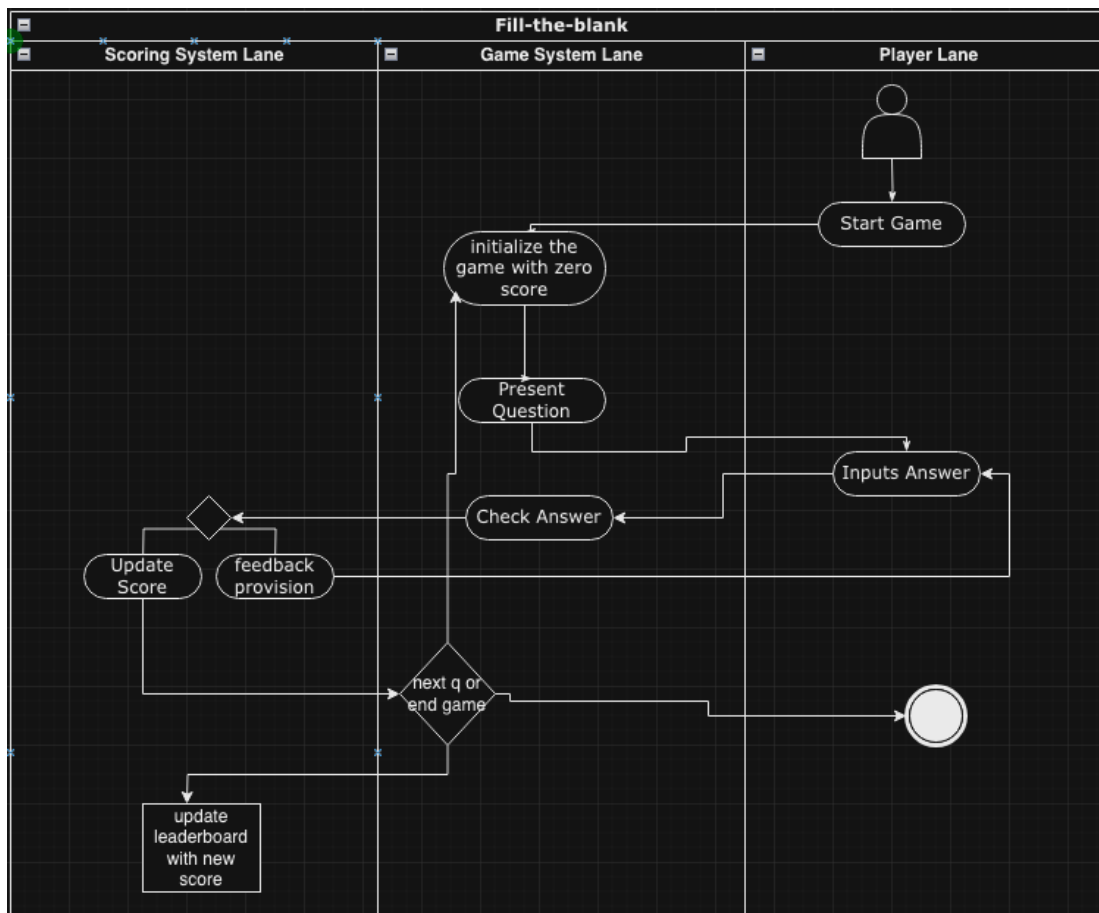 Fill-the-blank
Scoring System Lane
Game System Lane
Player Lane
Start Game
initialize the
game with zero
score
Present
Question
Inputs Answer
Check Answer
Update
Score
feedback
provision
next q or
end game
update
leaderboard
with new
score